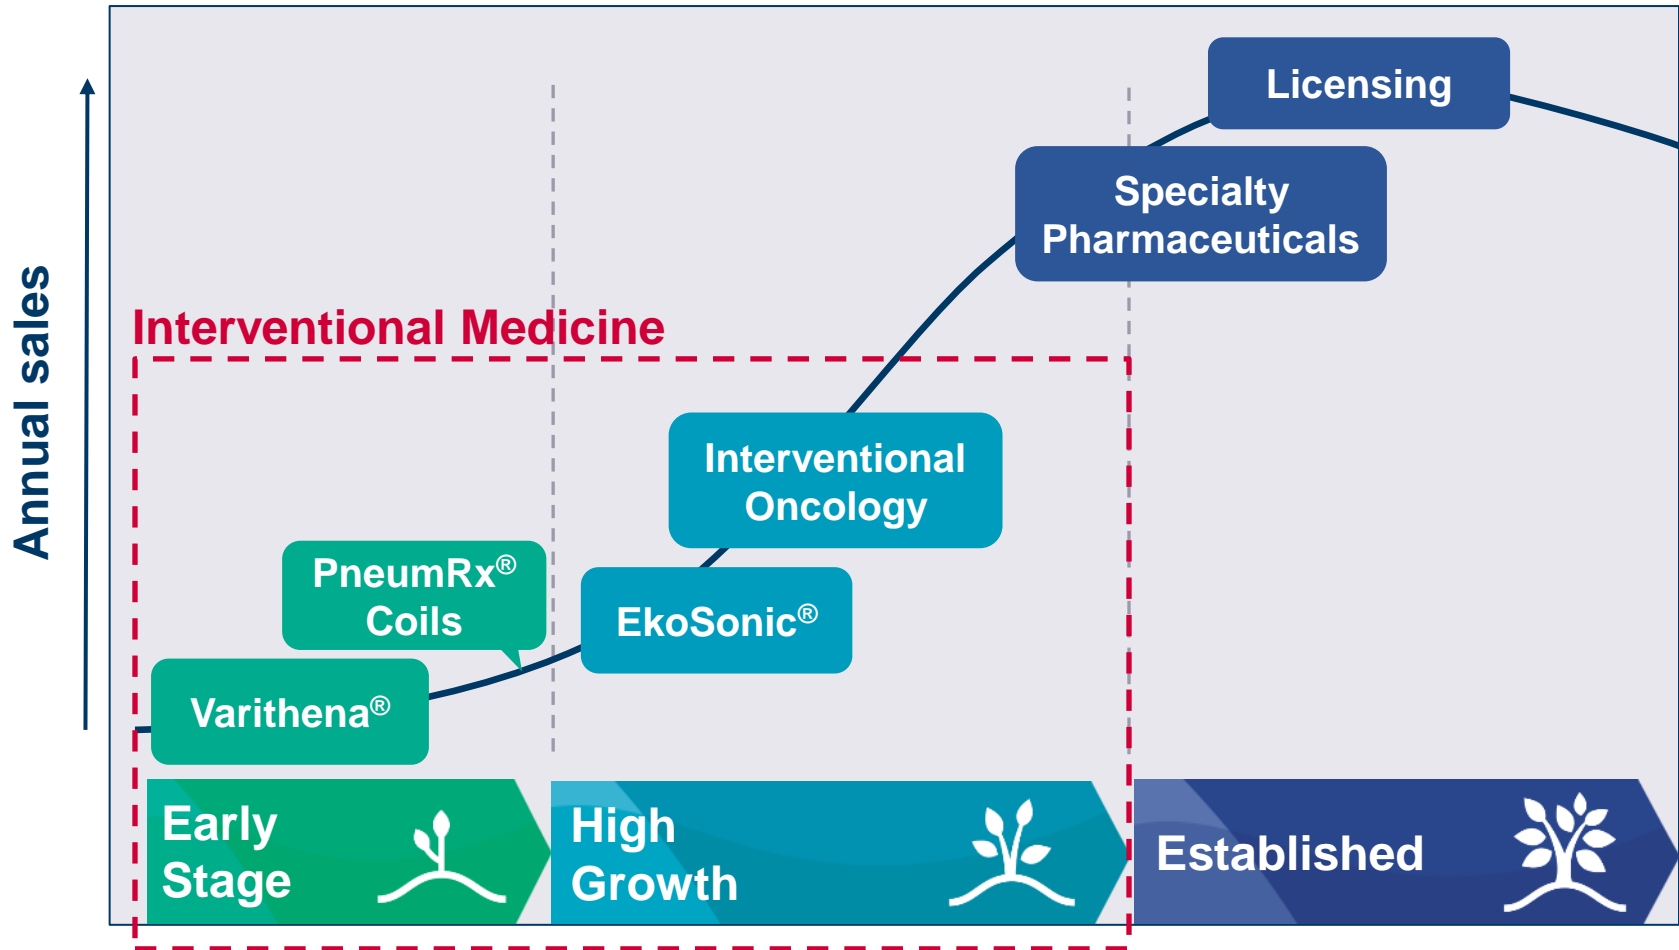 Annual sales
Licensing
Specialty
Pharmaceuticals
Interventional Medicine
Interventional
Oncology
PneumRx®
Coils
EkoSonic®
Varithena®
Early
Stage
High
Growth
Established